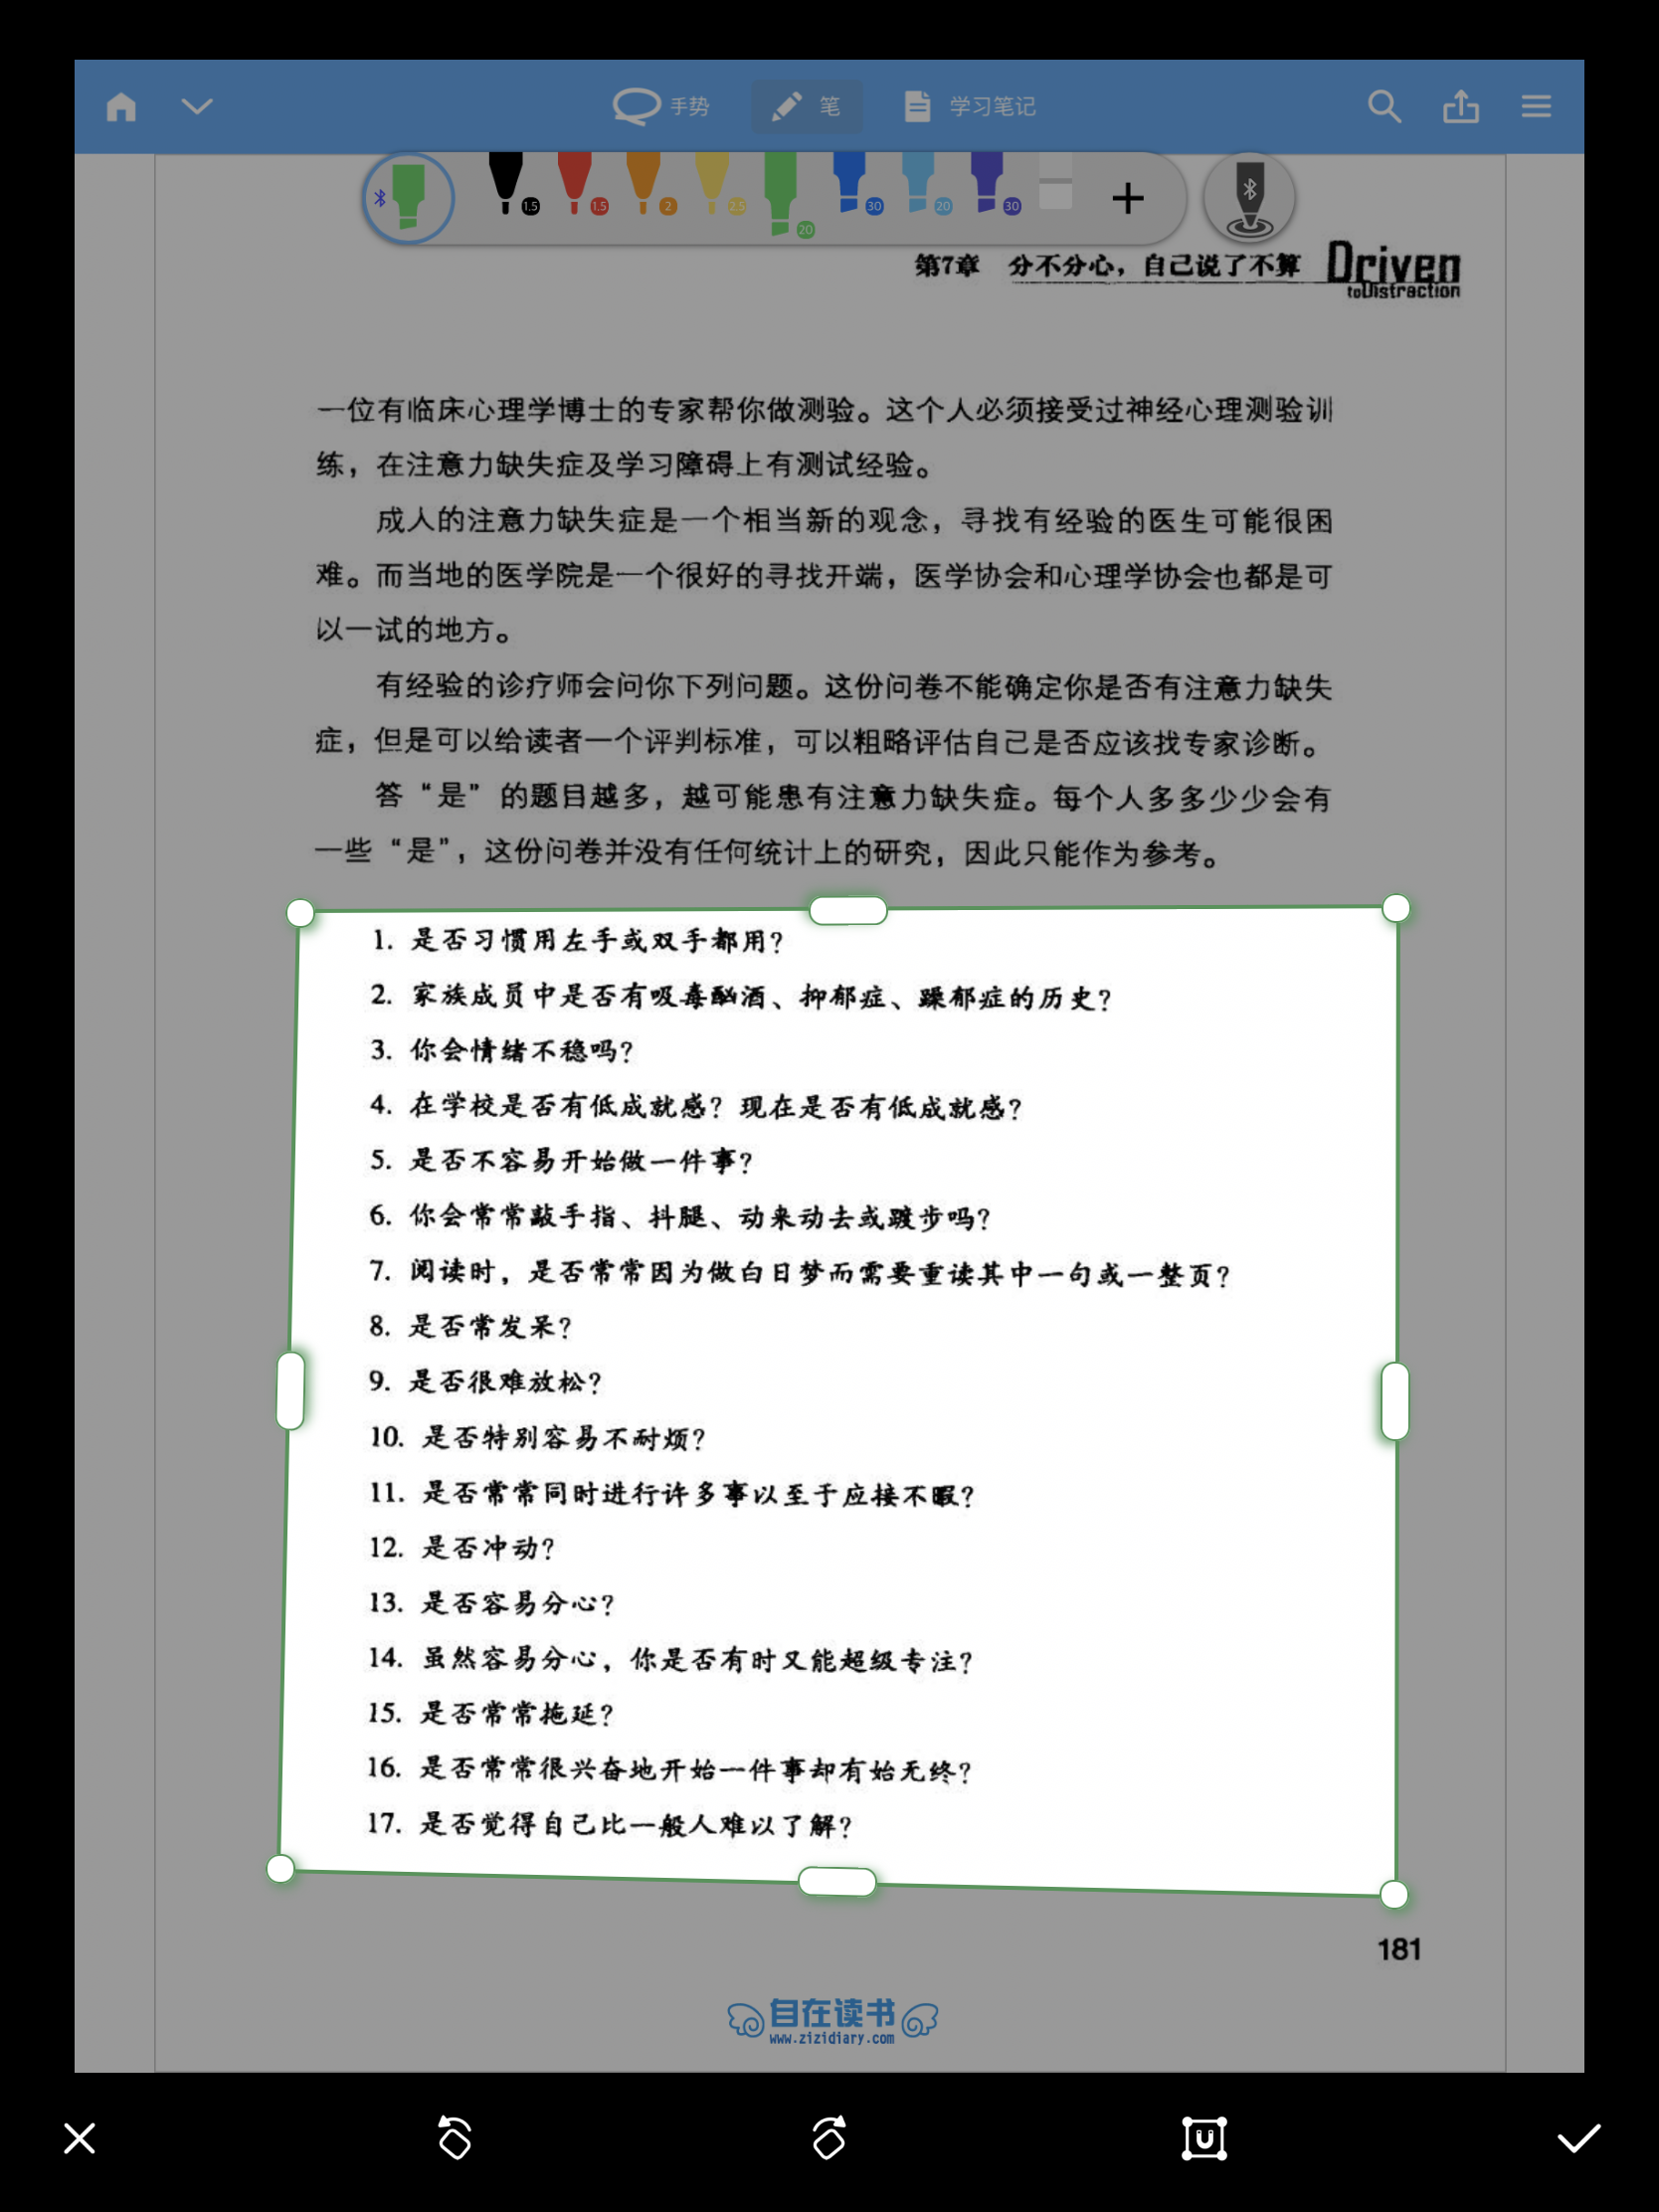 手势
笔
学习笔记
1.5
1.5
2
2.5
20
30
20
30
第7章 分不分心，自己说了不算
Driven
toDistraction
一位有临床心理学博士的专家帮你做测验。这个人必须接受过神经心理测验训
练，在注意力缺失症及学习障碍上有测试经验。
成人的注意力缺失症是一个相当新的观念，寻找有经验的医生可能很困
难。而当地的医学院是一个很好的寻找开端，医学协会和心理学协会也都是可
以一试的地方。
有经验的诊疗师会问你下列问题。这份问卷不能确定你是否有注意力缺失
症，但是可以给读者一个评判标准，可以粗略评估自己是否应该找专家诊断。
答“是”的题目越多，越可能患有注意力缺失症。每个人多多少少会有
一些“是”，这份问卷并没有任何统计上的研究，因此只能作为参考。
1. 是否习惯用左手或双手都用？
2. 家族成员中是否有吸毒酗酒、抑郁症、躁郁症的历史？
3. 你会情绪不稳吗？
4. 在学校是否有低成就感？现在是否有低成就感？
5. 是否不容易开始做一件事？
6. 你会常常敲手指、抖腿、动来动去或踱步吗？
7. 阅读时，是否常常因为做白日梦而需要重读其中一句或一整页？
8. 是否常发呆？
9. 是否很难放松？
10. 是否特别容易不耐烦？
11. 是否常常同时进行许多事以至于应接不暇？
12. 是否冲动？
13. 是否容易分心？
14. 虽然容易分心，你是否有时又能超级专注？
15. 是否常常拖延？
16. 是否常常很兴奋地开始一件事却有始无终？
17. 是否觉得自己比一般人难以了解？
181
自在读书
www.zizidiary.com